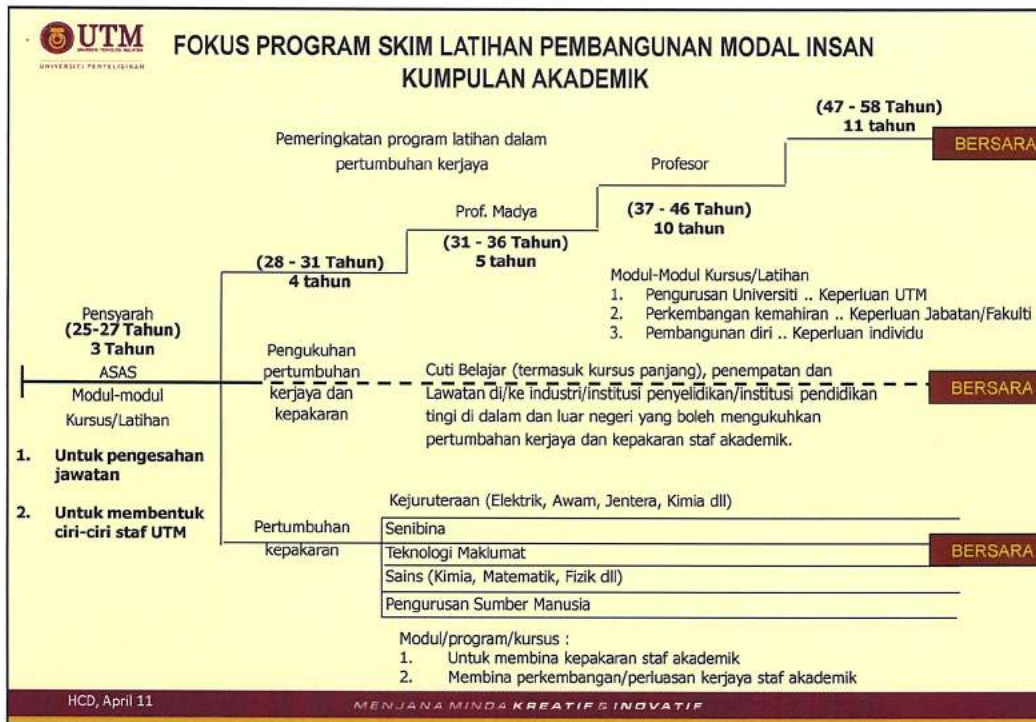 UTM
UNIVERSITI TEKNOLOGI MALAYSIA
UNIVERSITI PENYELIDIKAN
FOKUS PROGRAM SKIM LATIHAN PEMBANGUNAN MODAL INSAN
KUMPULAN AKADEMIK
(47 - 58 Tahun)
11 tahun
BERSARA
Pemeringkatan program latihan dalam
pertumbuhan kerjaya
Profesor
(37 - 46 Tahun)
10 tahun
Prof. Madya
(31 - 36 Tahun)
5 tahun
(28 - 31 Tahun)
4 tahun
Modul-Modul Kursus/Latihan
1. Pengurusan Universiti .. Keperluan UTM
2. Perkembangan kemahiran .. Keperluan Jabatan/Fakulti
3. Pembangunan diri .. Keperluan individu
Pensyarah
(25-27 Tahun)
3 Tahun
ASAS
Modul-modul
Kursus/Latihan
1. Untuk pengesahan
jawatan
2. Untuk membentuk
ciri-ciri staf UTM
Pengukuhan
pertumbuhan
kerjaya dan
kepakaran
Cuti Belajar (termasuk kursus panjang), penempatan dan
Lawatan di/ke industri/institusi penyelidikan/institusi pendidikan
tingi di dalam dan luar negeri yang boleh mengukuhkan
pertumbahan kerjaya dan kepakaran staf akademik.
BERSARA
Pertumbuhan
kepakaran
Kejuruteraan (Elektrik, Awam, Jentera, Kimia dll)
Senibina
Teknologi Maklumat
Sains (Kimia, Matematik, Fizik dll)
Pengurusan Sumber Manusia
BERSARA
Modul/program/kursus :
1. Untuk membina kepakaran staf akademik
2. Membina perkembangan/perluasan kerjaya staf akademik
HCD, April 11
MENJANA MINDA KREATIF & INOVATIF